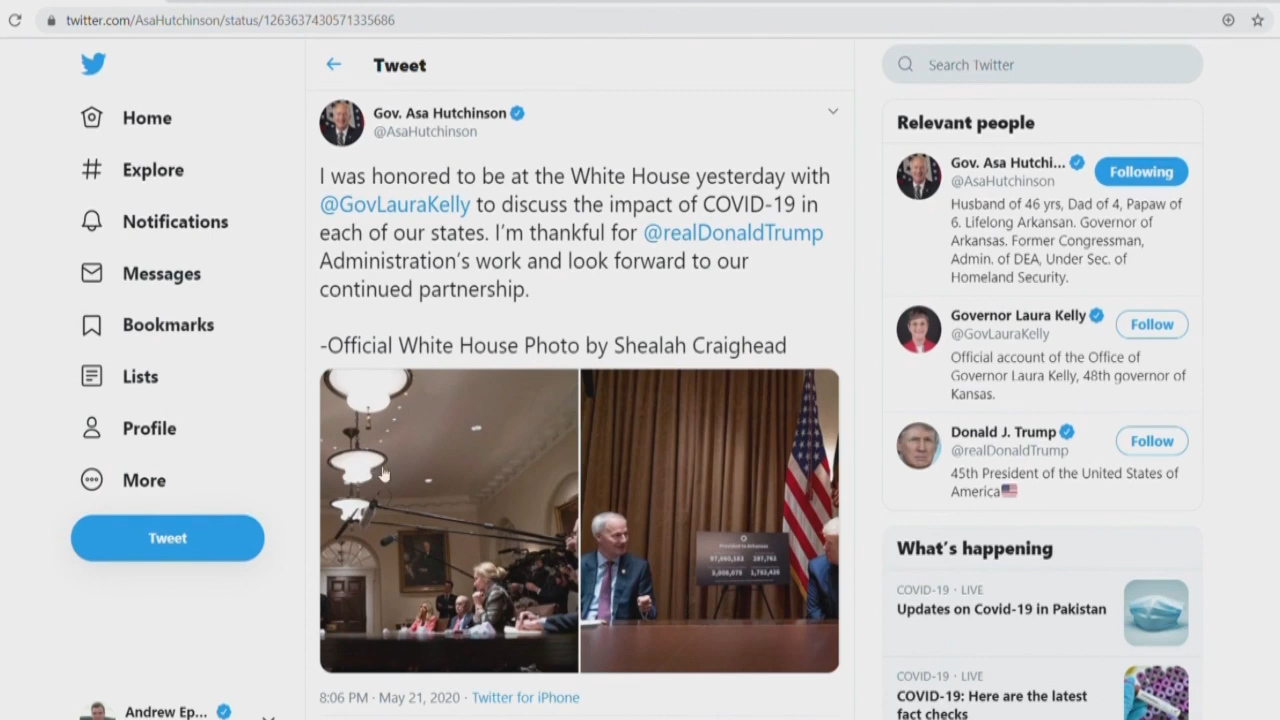 twitter.com/AsaHutchinson/status/1263637430571335686
Home
Explore
Notifications
Messages
Bookmarks
Lists
Profile
More
Tweet
Andrew Ep...
Tweet
Gov. Asa Hutchinson
@AsaHutchinson
I was honored to be at the White House yesterday with
@GovLauraKelly to discuss the impact of COVID-19 in
each of our states. I'm thankful for @realDonaldTrump
Administration's work and look forward to our
continued partnership.
-Official White House Photo by Shealah Craighead
Provided to Arkansas
8:06 PM · May 21, 2020 · Twitter for iPhone
Search Twitter
Relevant people
Gov. Asa Hutchi...
@AsaHutchinson
Following
Husband of 46 yrs, Dad of 4, Papaw of
6. Lifelong Arkansan. Governor of
Arkansas. Former Congressman,
Admin. of DEA, Under Sec. of
Homeland Security.
Governor Laura Kelly
@GovLauraKelly
Follow
Official account of the Office of
Governor Laura Kelly, 48th governor of
Kansas.
Donald J. Trump
@realDonaldTrump
Follow
45th President of the United States of
America
What's happening
COVID-19 · LIVE
Updates on Covid-19 in Pakistan
COVID-19 · LIVE
COVID-19: Here are the latest
fact checks